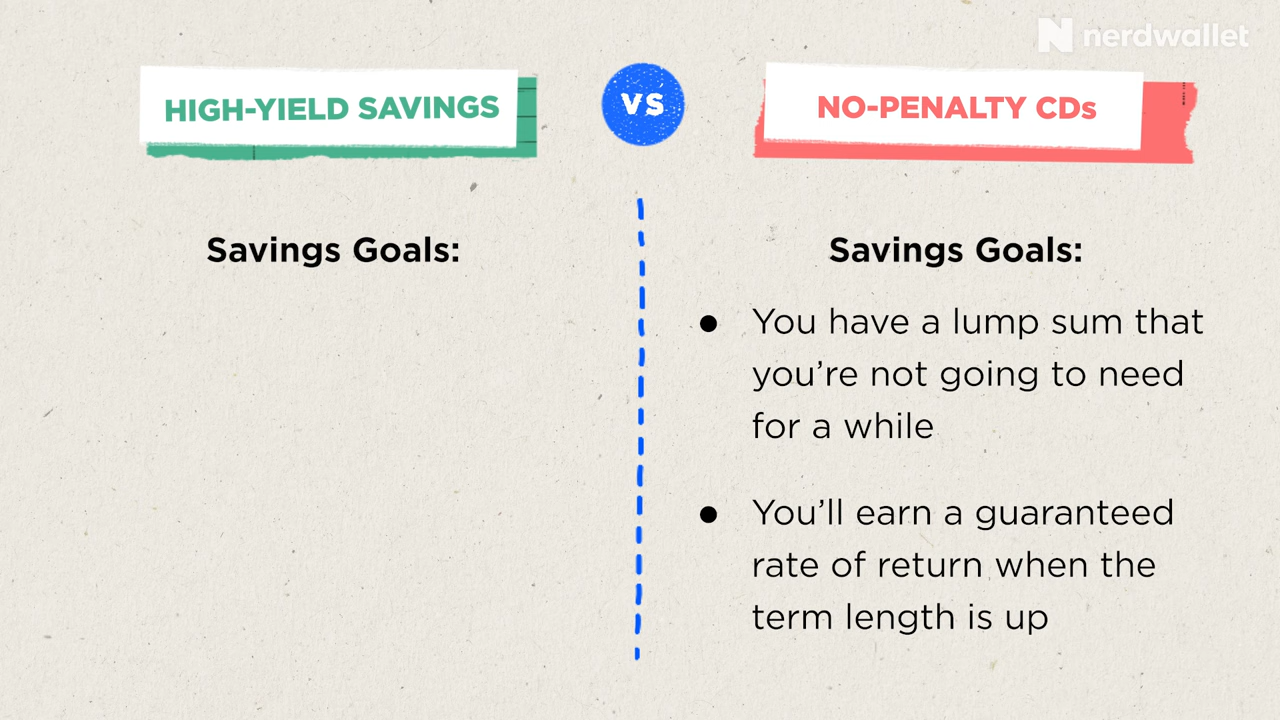 nerdwallet
HIGH-YIELD SAVINGS
VS
NO-PENALTY CDs
Savings Goals:
Savings Goals:
● You have a lump sum that
you’re not going to need
for a while
● You’ll earn a guaranteed
rate of return when the
term length is up